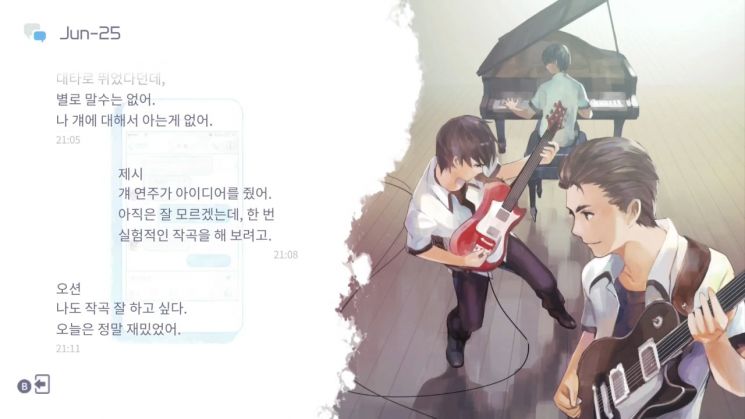 Jun-25
대타로 뛰었다던데,
별로 말수는 없어.
나 걔에 대해서 아는게 없어.
21:05
제시
걔 연주가 아이디어를 줬어.
아직은 잘 모르겠는데, 한 번
실험적인 작곡을 해 보려고.
21:08
오션
나도 작곡 잘 하고 싶다.
오늘은 정말 재밌었어.
21:11
B